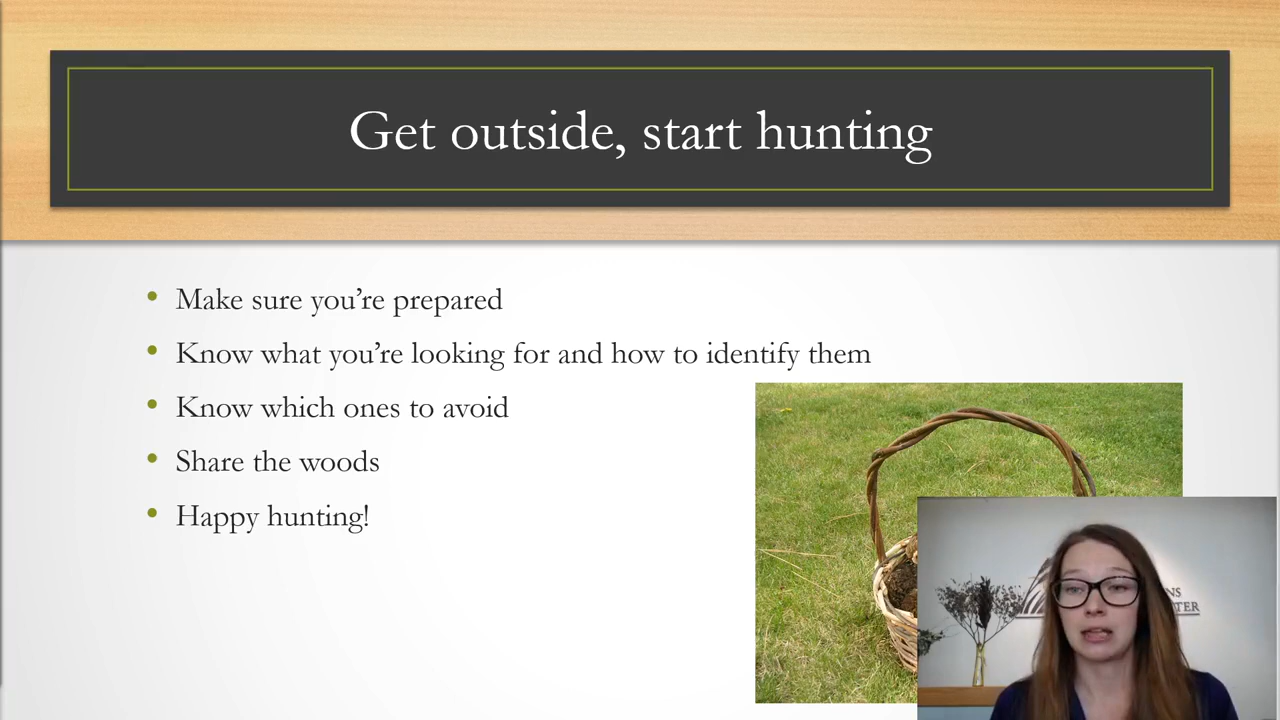 Get outside, start hunting
Make sure you're prepared
Know what you're looking for and how to identify them
Know which ones to avoid
Share the woods
Happy hunting!